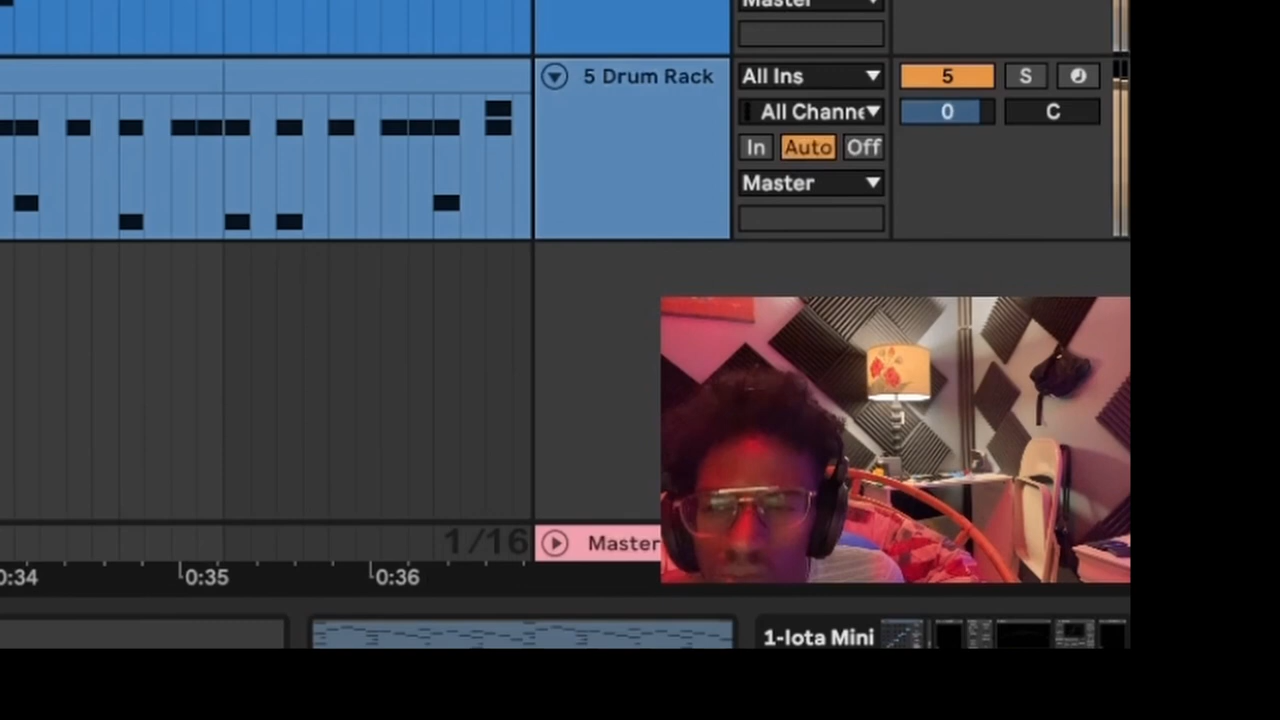 Master
5 Drum Rack
All Ins
5
S
All Channe
0
C
In
Auto
Off
Master
1/16
Master
0:34
0:35
0:36
1-Iota Mini